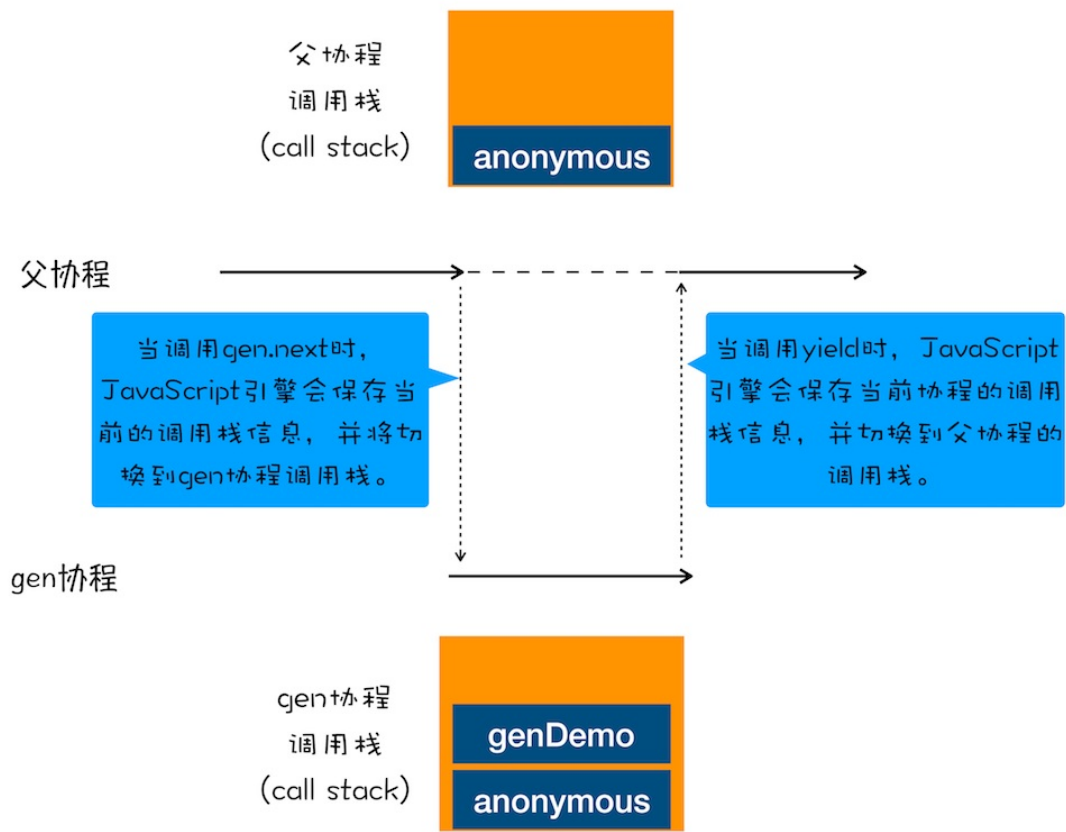 父协程
调用栈
(call stack)
anonymous
父协程
当调用gen.next时,
JavaScript引擎会保存当
前的调用栈信息，并将切
换到gen协程调用栈。
当调用yield时，JavaScript
引擎会保存当前协程的调用
栈信息，并切换到父协程的
调用栈。
gen协程
gen协程
调用栈
(call stack)
genDemo
anonymous